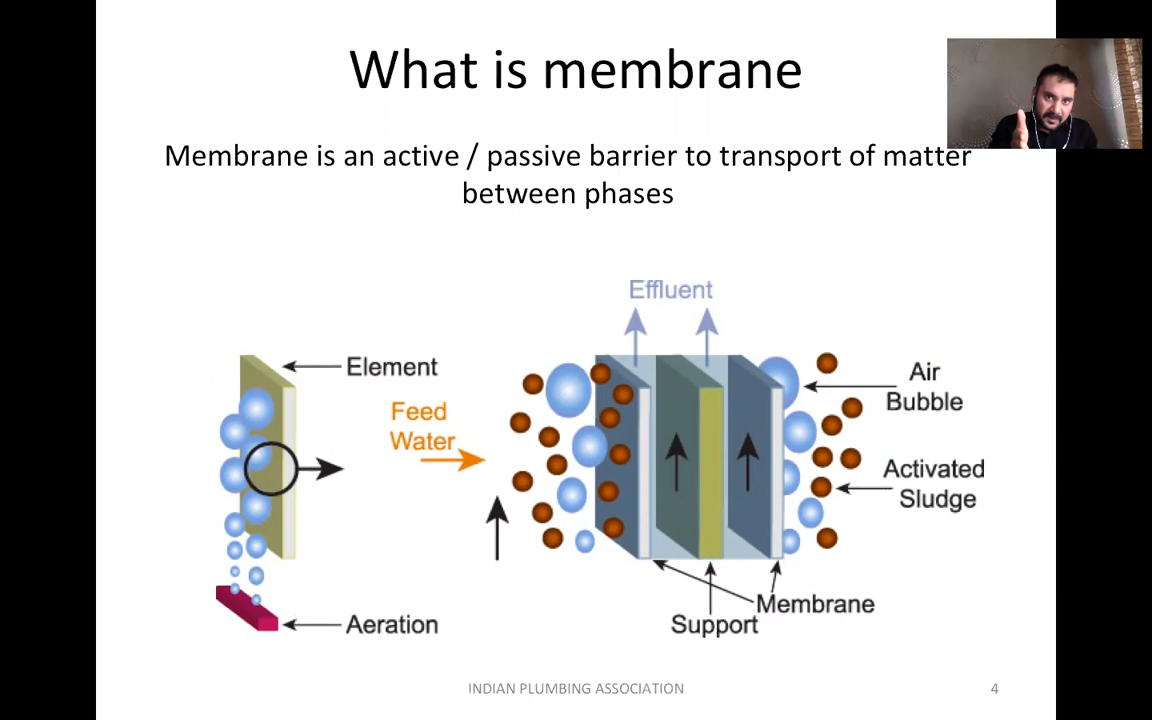 What is membrane
Membrane is an active / passive barrier to transport of matter
between phases
Effluent
Element
Feed
Water
Air
Bubble
Activated
Sludge
Membrane
Support
Aeration
INDIAN PLUMBING ASSOCIATION
4